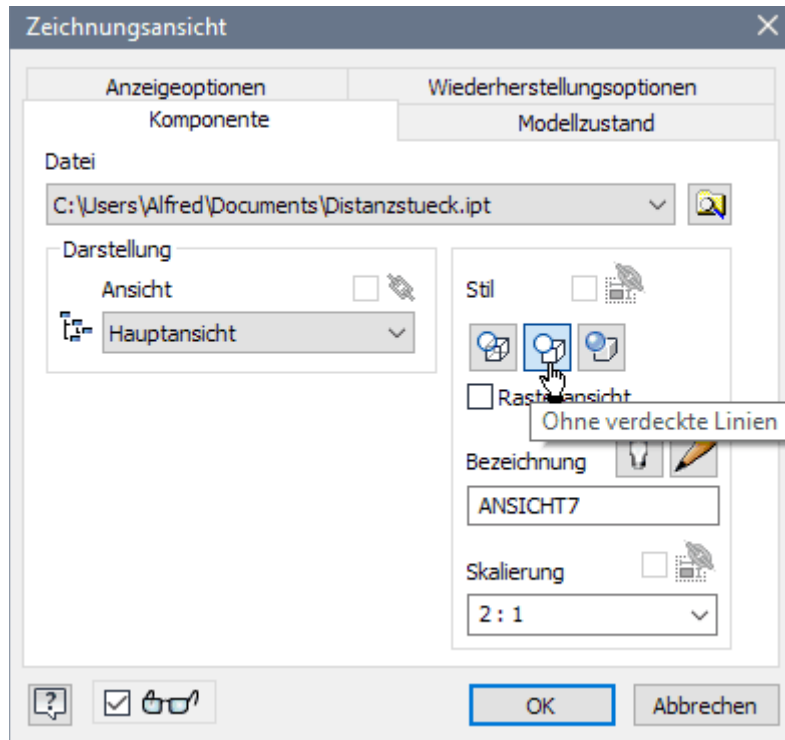 Zeichnungsansicht
Anzeigeoptionen
Wiederherstellungsoptionen
Komponente
Modellzustand
Datei
C:\Users\Alfred\Documents\Distanzstueck.ipt
Darstellung
Ansicht
Hauptansicht
Stil
Rasteransicht
Ohne verdeckte Linien
Bezeichnung
ANSICHT7
Skalierung
2 : 1
OK
Abbrechen